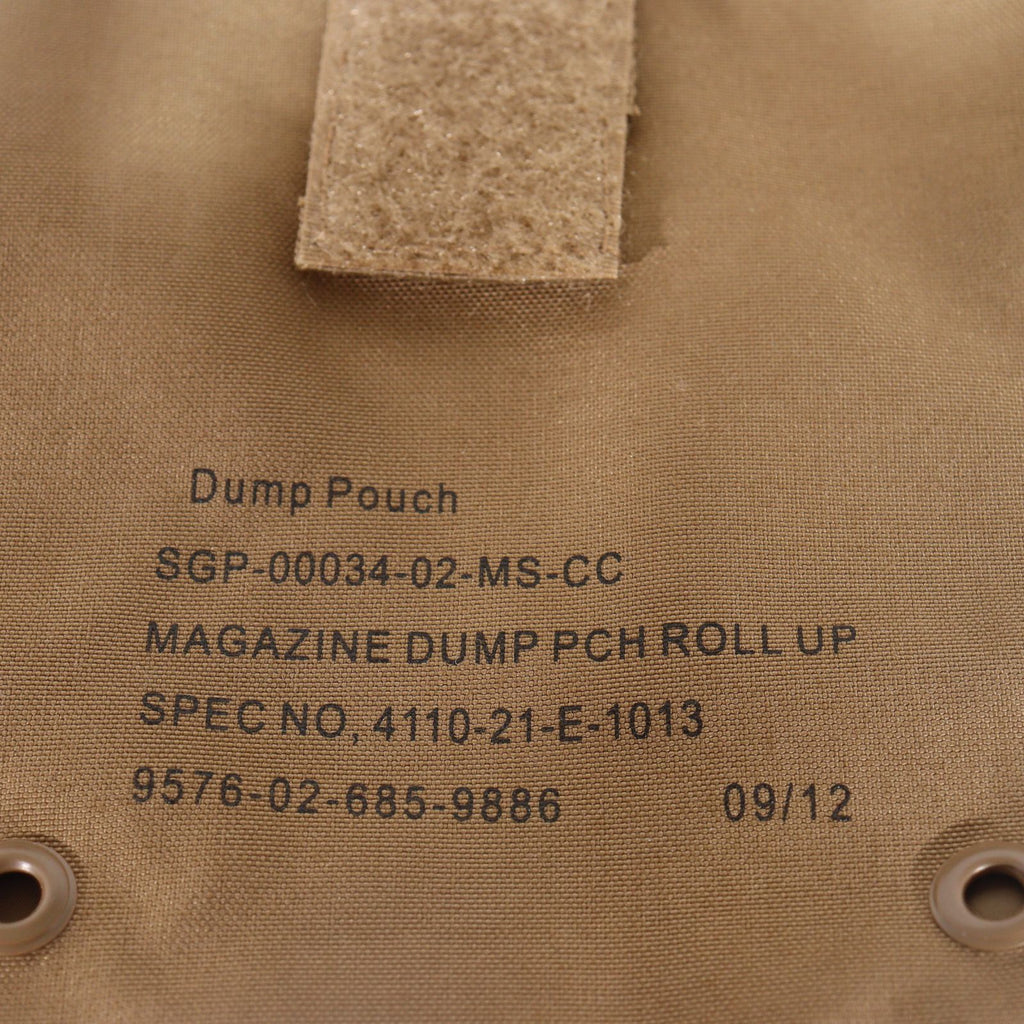 Dump Pouch
SGP-00034-02-MS-CC
MAGAZINE DUMP PCH ROLL UP
SPEC NO, 4110-21-E-1013
9576-02-685-9886 09/12